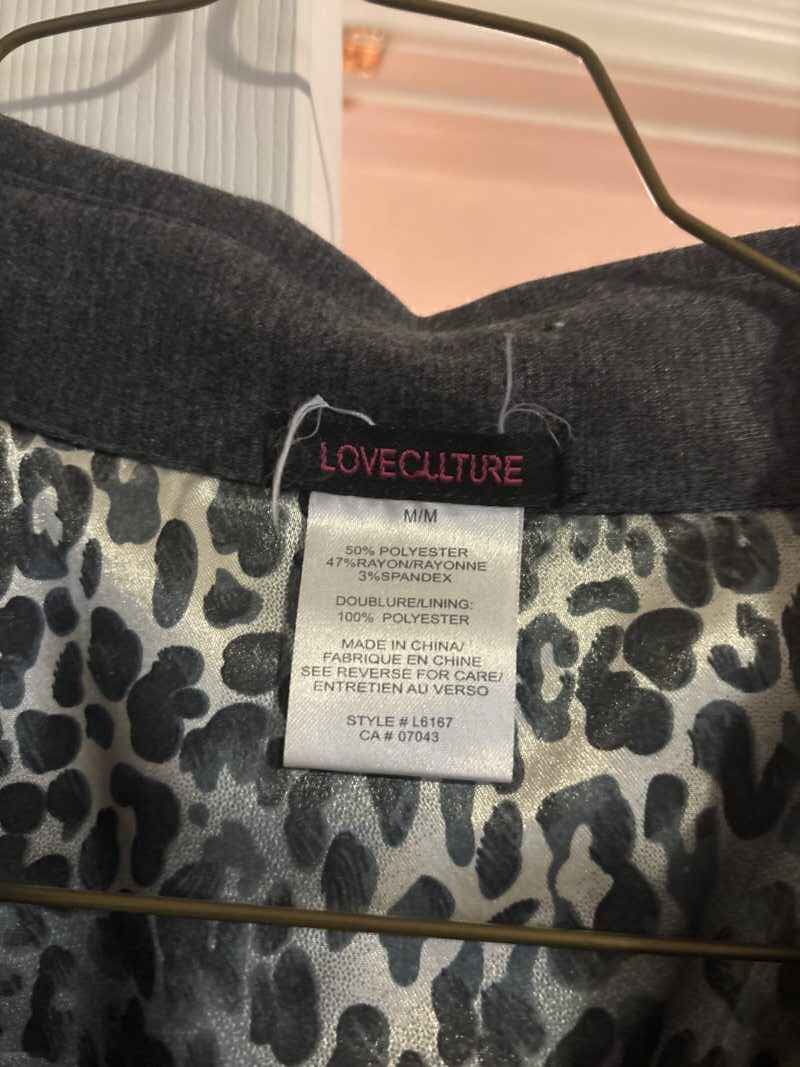 LOVECULTURE
M/M
50% POLYESTER
47%RAYON/RAYONNE
3%SPANDEX
DOUBLURE/LINING:
100% POLYESTER
MADE IN CHINA/
FABRIQUE EN CHINE
SEE REVERSE FOR CARE/
ENTRETIEN AU VERSO
STYLE # L6167
CA # 07043